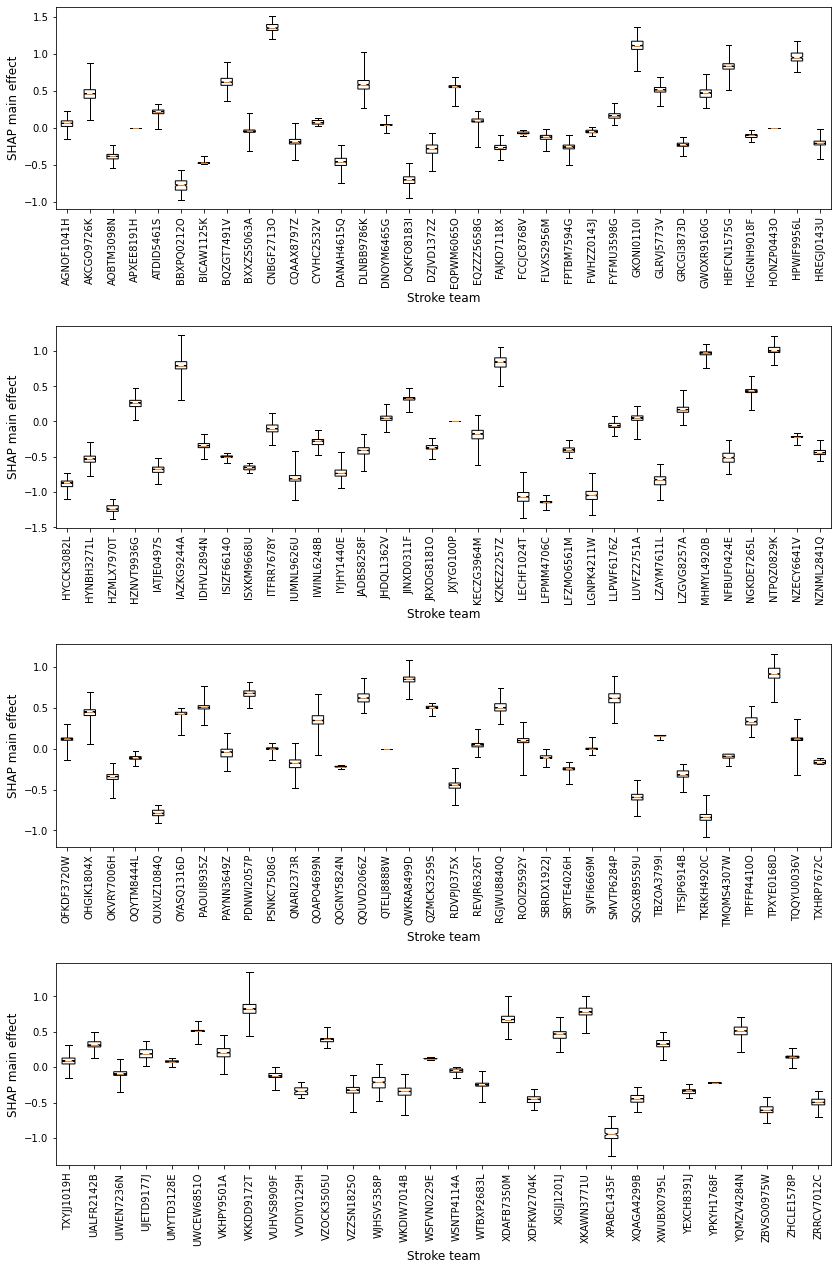 SHAP main effect
1.5
1.0
0.5
0.0
−0.5
−1.0
AGNOF1041H
AKCGO9726K
AOBTM3098N
APXEE8191H
ATDID5461S
BBXPQ0212O
BICAW1125K
BQZGT7491V
BXXZS5063A
CNBGF2713O
CQAAX8797Z
CYVHC2532V
DANAH4615Q
DLNBB9786K
DNOYM6465G
DQKFO8183I
DZJVD1372Z
EQPWM6065O
EQZZZ5658G
FAJKD7118X
FCCJC8768V
FLVXS2956M
FPTBM7594G
FWHZZ0143J
FYFMU3598G
GKONI0110I
GLRVJ5773V
GRCGI3873D
GWOXR9160G
HBFCN1575G
HGGNH9018F
HONZP0443O
HPWIF9956L
HREGJ0143U
Stroke team
SHAP main effect
1.0
0.5
0.0
−0.5
−1.0
−1.5
HYCCK3082L
HYNBH3271L
HZMLX7970T
HZNVT9936G
IATJE0497S
IAZKG9244A
IDHVL2894N
ISIZF6614O
ISXKM9668U
ITFRR7678Y
IUMNL9626U
IWINL6248B
IYJHY1440E
JADBS8258F
JHDQL1362V
JINXD0311F
JRXDG8181O
JXJYG0100P
KECZG3964M
KZKEZ2257Z
LECHF1024T
LFPMM4706C
LFZMO6561M
LGNPK4211W
LLPWF6176Z
LUVFZ2751A
LZAYM7611L
LZGVG8257A
MHMYL4920B
NFBUF0424E
NGKDE7265L
NTPQZ0829K
NZECY6641V
NZNML2841Q
Stroke team
SHAP main effect
1.0
0.5
0.0
−0.5
−1.0
OFKDF3720W
OHGIK1804X
OKVRY7006H
OQYTM8444L
OUXUZ1084Q
OYASQ1316D
PAOUI8935Z
PAYNN3649Z
PDNWI2057P
PSNKC7508G
QNARI2373R
QOAPO4699N
QOGNY5824N
QQUVD2066Z
QTELJ8888W
QWKRA8499D
QZMCK3259S
RDVPJ0375X
REVJR6326T
RGJWU8840Q
ROOIZ9592Y
SBRDX1922J
SBYTE4026H
SJVFI6669M
SMVTP6284P
SQGXB9559U
TBZQA3799I
TFSJP6914B
TKRKH4920C
TMQMS4307W
TPFFP4410O
TPXYE0168D
TQQYU0036V
TXHRP7672C
Stroke team
SHAP main effect
1.0
0.5
0.0
−0.5
−1.0
TXYJJ1019H
UALFR2142B
UIWEN7236N
UJETD9177J
UMYTD3128E
UWCEW6851O
VKHPY9501A
VKKDD9172T
VUHVS8909F
VVDIY0129H
VZOCK3505U
VZZSN1825O
WJHSV5358P
WKDIW7014B
WSFVN0229E
WSNTP4114A
WTBXP2683L
XDAFB7350M
XDFKW2704K
XIGJJ1201J
XKAWN3771U
XPABC1435F
XQAGA4299B
XWUBX0795L
YEXCH8391J
YPKYH1768F
YQMZV4284N
ZBVSO0975W
ZHCLE1578P
ZRRCV7012C
Stroke team